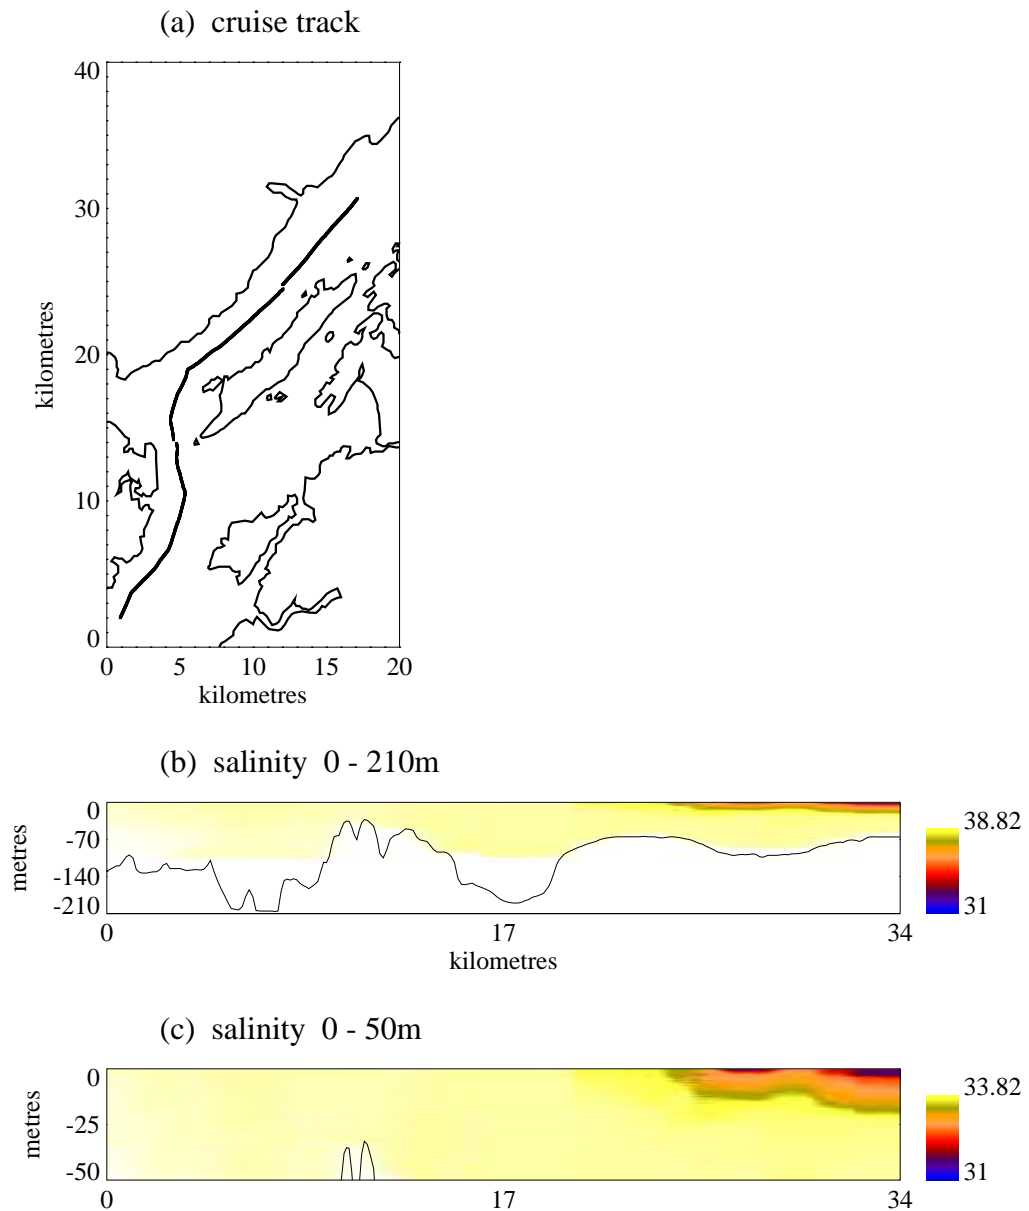 (a) cruise track
40
30
20
10
0
kilometres
0 5 10 15 20
kilometres
(b) salinity 0 - 210m
0
-70
-140
-210
metres
38.82
31
0 17 34
kilometres
(c) salinity 0 - 50m
0
-25
-50
metres
33.82
31
0 17 34